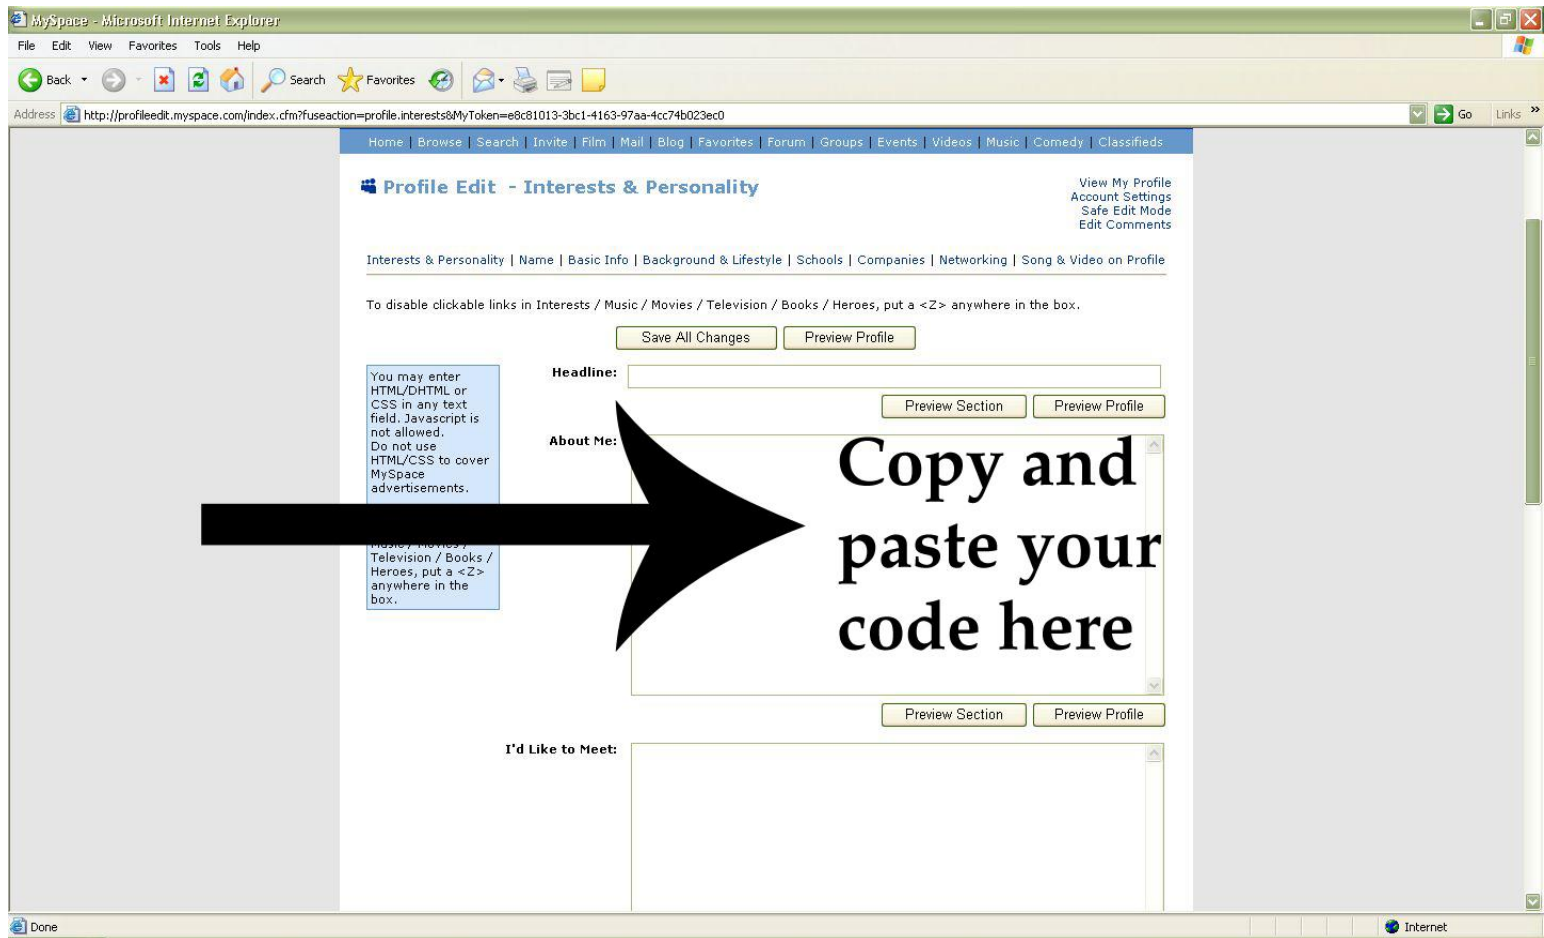 MySpace - Microsoft Internet Explorer
File Edit View Favorites Tools Help
Back Search Favorites
Address http://profileedit.myspace.com/index.cfm?fuseaction=profile.interests&MyToken=e8c81013-3bc1-4163-97aa-4cc74b023ec0 Go Links »
Home | Browse | Search | Invite | Film | Mail | Blog | Favorites | Forum | Groups | Events | Videos | Music | Comedy | Classifieds
Profile Edit - Interests & Personality
View My Profile
Account Settings
Safe Edit Mode
Edit Comments
Interests & Personality | Name | Basic Info | Background & Lifestyle | Schools | Companies | Networking | Song & Video on Profile
To disable clickable links in Interests / Music / Movies / Television / Books / Heroes, put a <Z> anywhere in the box.
Save All Changes Preview Profile
You may enter
HTML/DHTML or
CSS in any text
field. Javascript is
not allowed.
Do not use
HTML/CSS to cover
MySpace
advertisements.
Television / Books /
Heroes, put a <Z>
anywhere in the
box.
Headline:
Preview Section Preview Profile
About Me:
Copy and
paste your
code here
Preview Section Preview Profile
I'd Like to Meet:
Done Internet